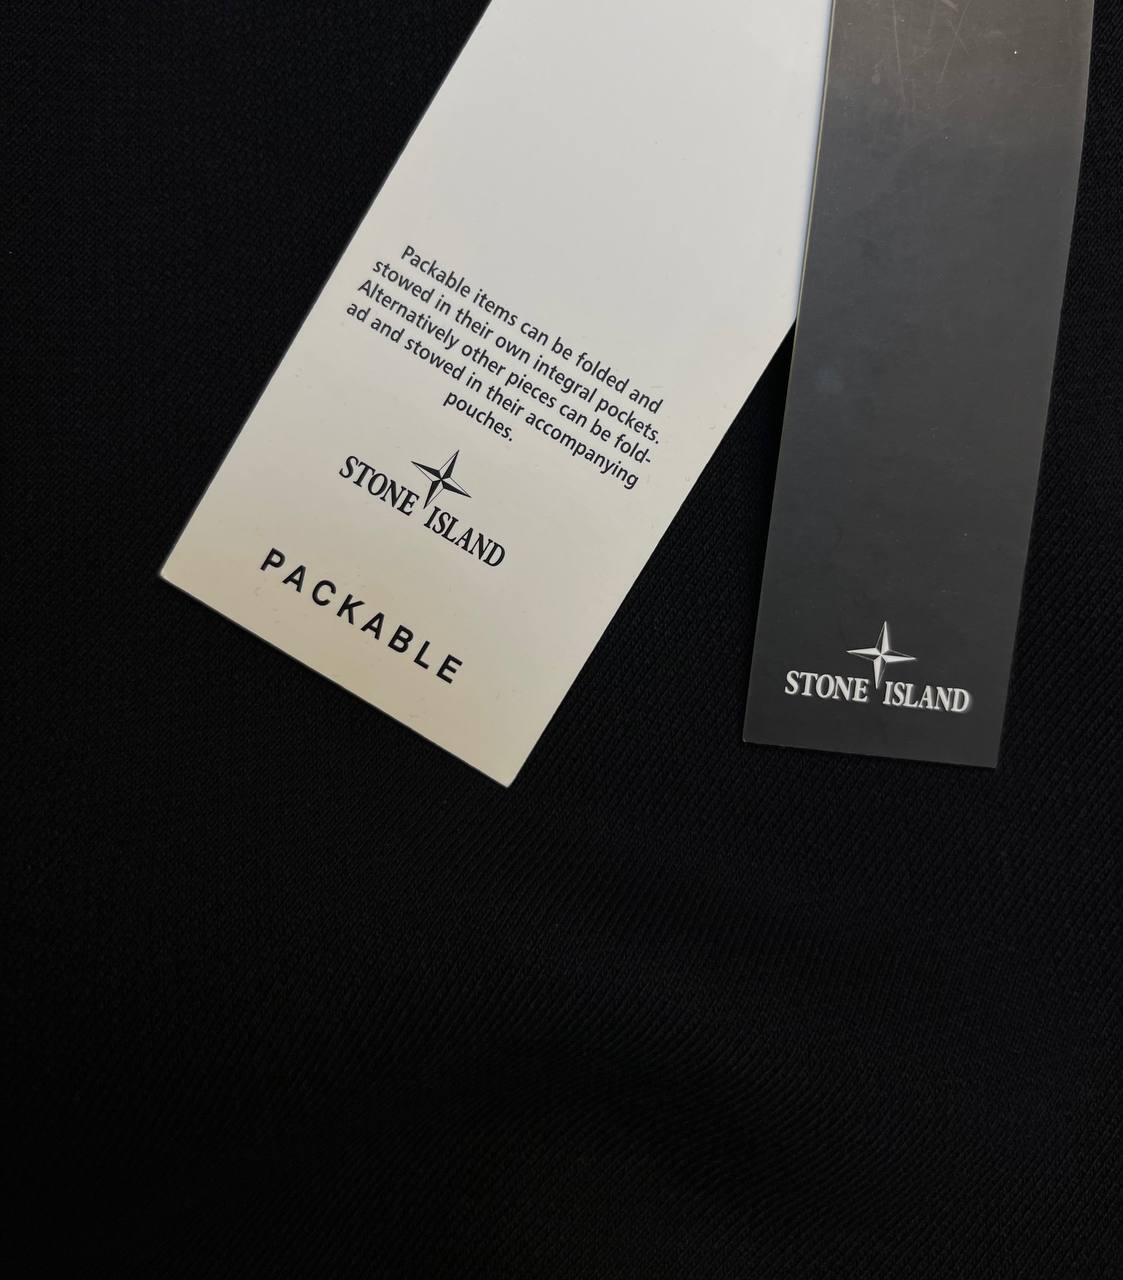 Packable items can be folded and
stowed in their own integral pockets.
Alternatively other pieces can be fold-
ad and stowed in their accompanying
pouches.
STONE ISLAND
PACKABLE
STONE ISLAND